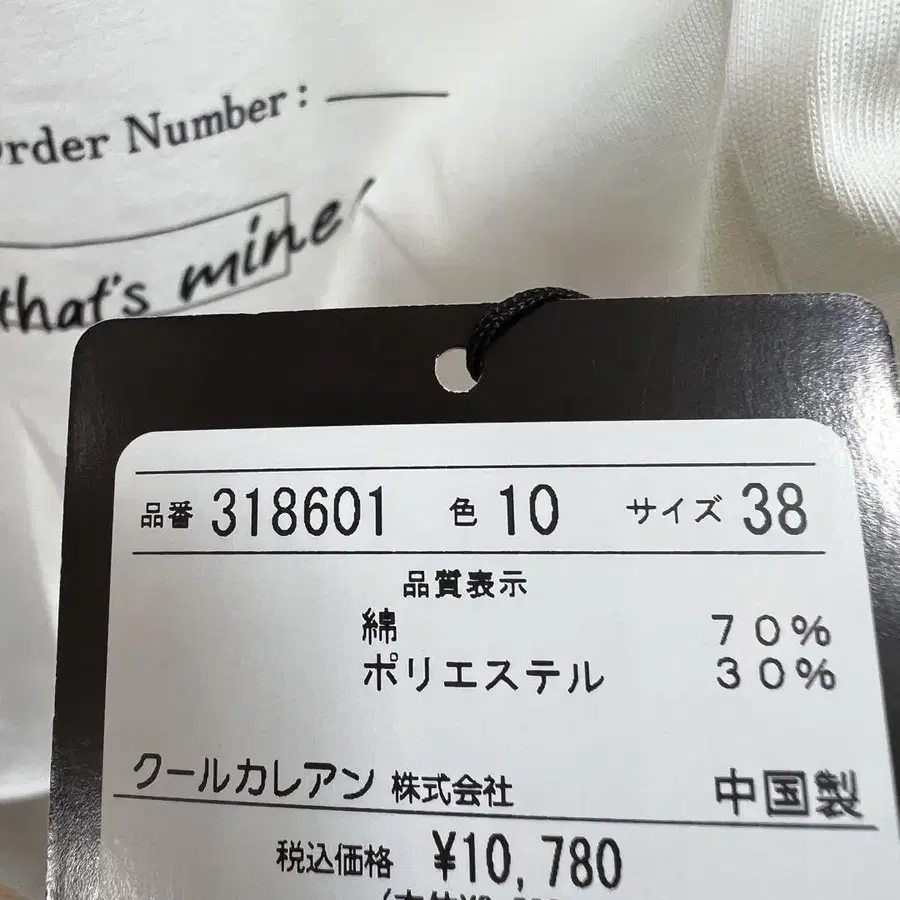 rder Number:
that's mine!
品番 318601 色 10 サイズ 38
品質表示
綿 70%
ポリエステル 30%
クールカレアン 株式会社 中国製
税込価格 ¥10,780